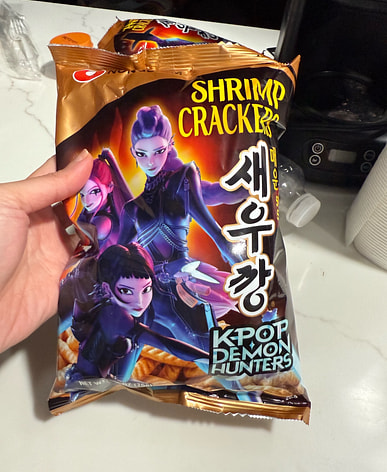 SHRIMP
CRACKERS
새우깡
K-POP
DEMON
HUNTERS